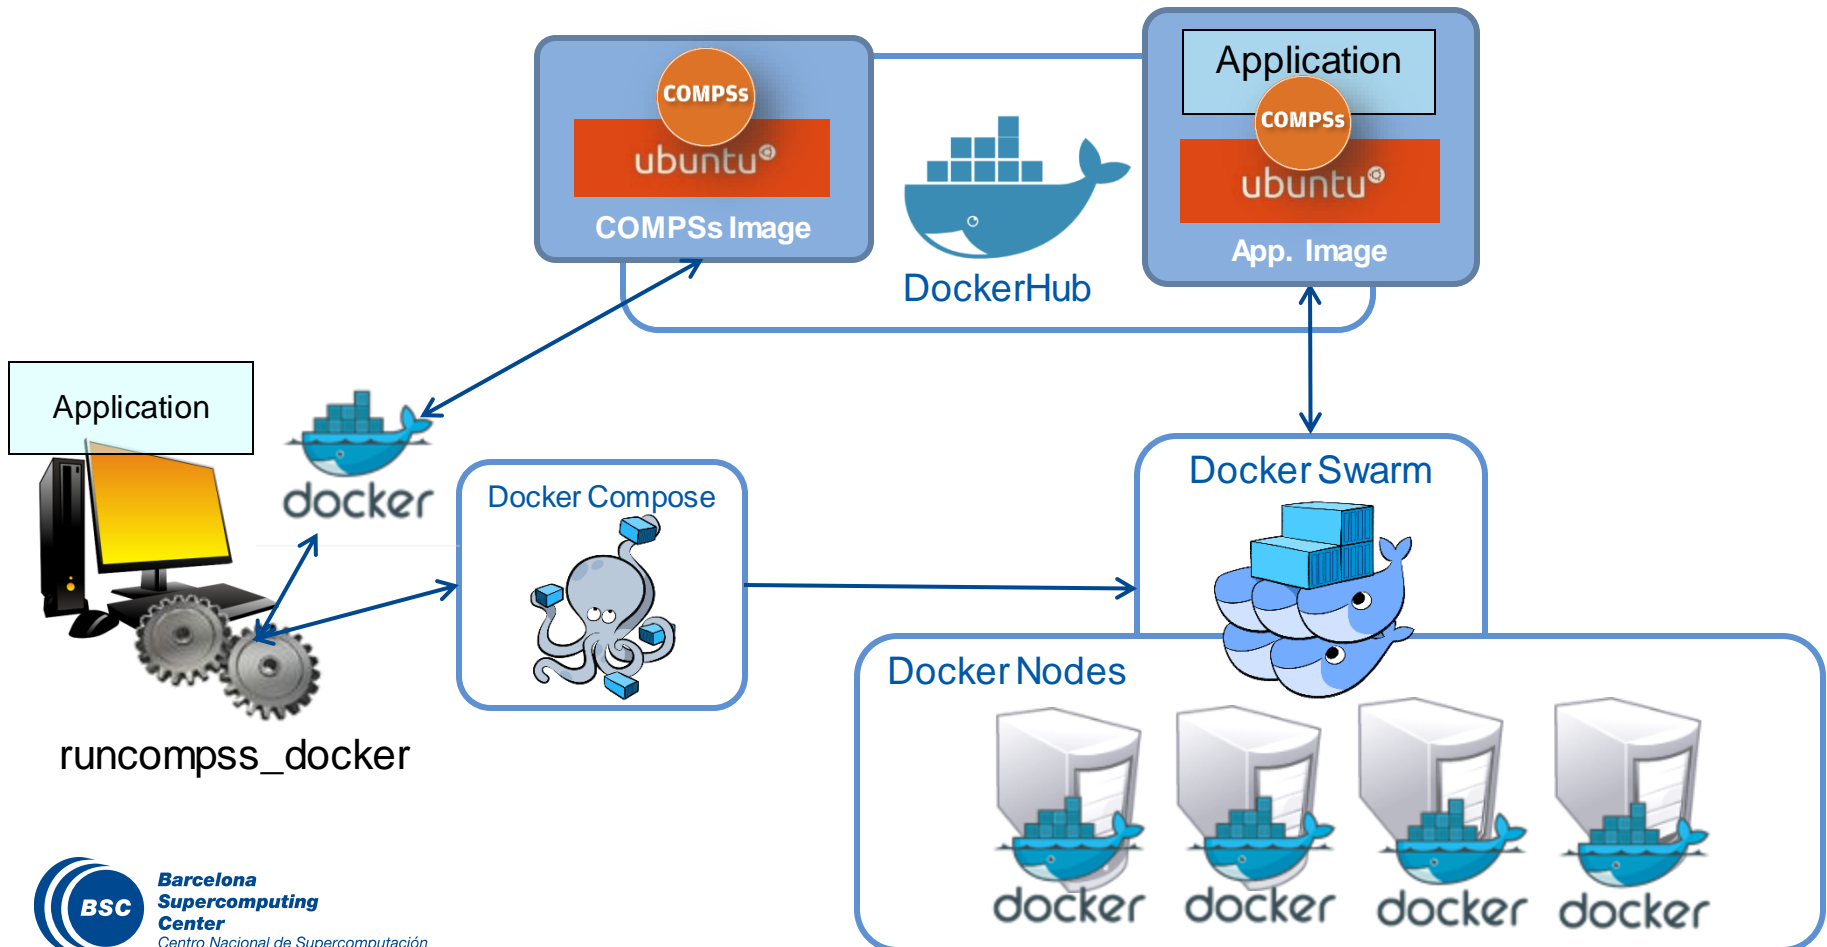 COMPSs
ubuntu
COMPSs Image
DockerHub
Application
COMPSs
ubuntu
App. Image
Application
docker
runcompss_docker
Docker Compose
Docker Swarm
Docker Nodes
docker
docker
docker
docker
BSC
Barcelona
Supercomputing
Center
Centro Nacional de Supercomputación